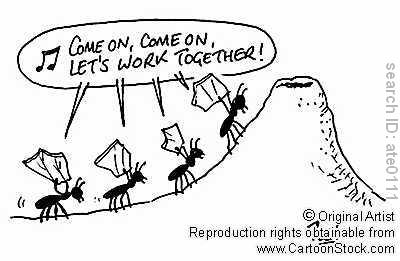 ♫ COME ON, COME ON,
LET'S WORK TOGETHER!
search ID: ate0111
© Original Artist
Reproduction rights obtainable from
www.CartoonStock.com